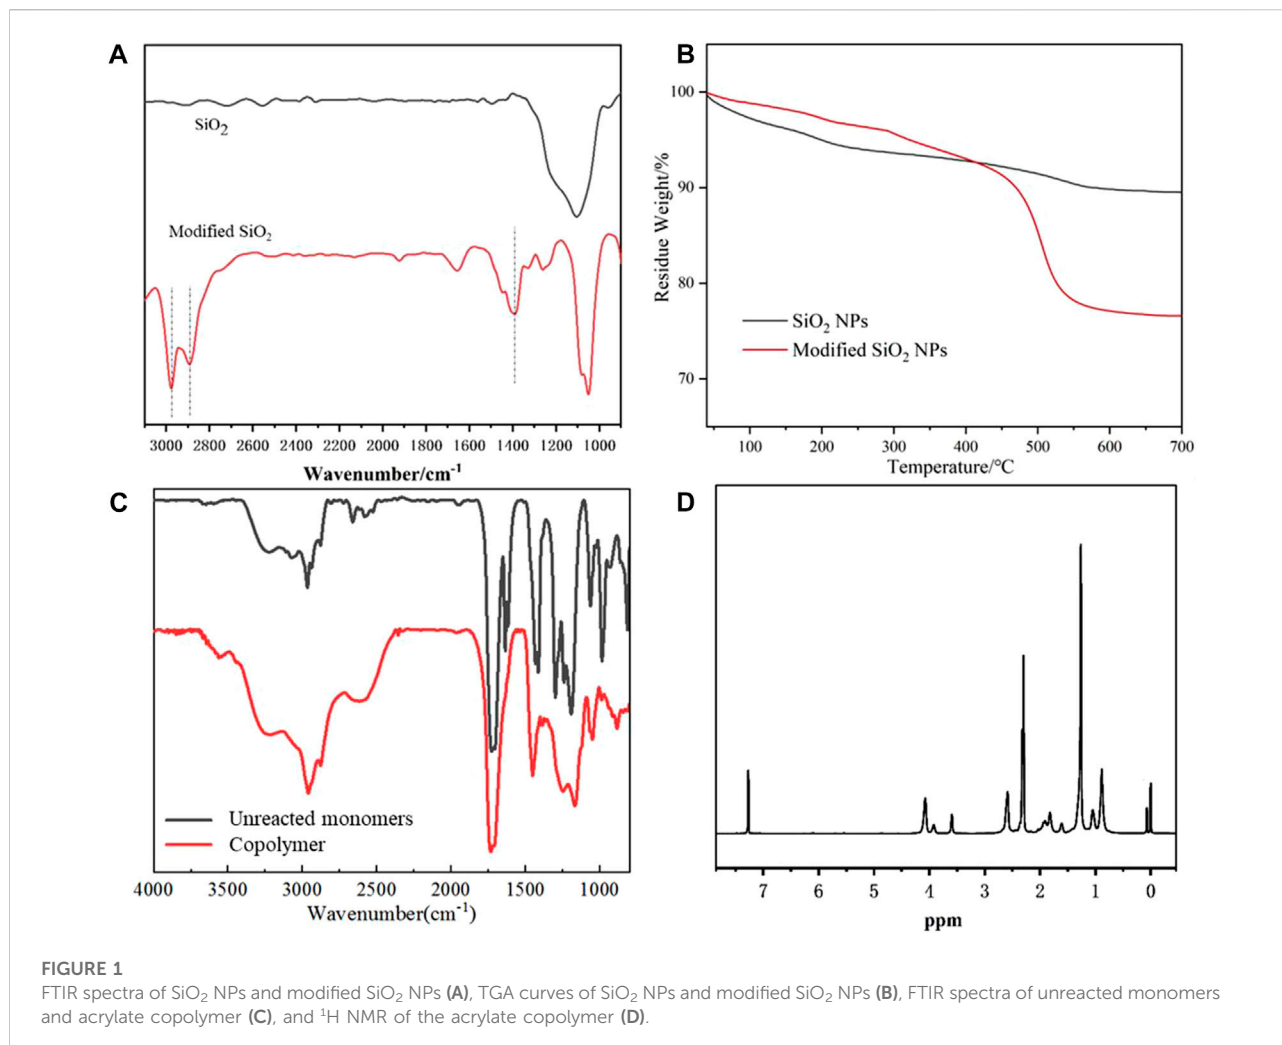 A
SiO2
Modified SiO2
3000 2800 2600 2400 2200 2000 1800 1600 1400 1200 1000
Wavenumber/cm-1
B
100
90
80
70
Residue Weight/%
SiO2 NPs
Modified SiO2 NPs
100 200 300 400 500 600 700
Temperature/°C
C
Unreacted monomers
Copolymer
4000 3500 3000 2500 2000 1500 1000
Wavenumber(cm-1)
D
7 6 5 4 3 2 1 0
ppm
FIGURE 1
FTIR spectra of SiO2 NPs and modified SiO2 NPs (A), TGA curves of SiO2 NPs and modified SiO2 NPs (B), FTIR spectra of unreacted monomers
and acrylate copolymer (C), and 1H NMR of the acrylate copolymer (D).